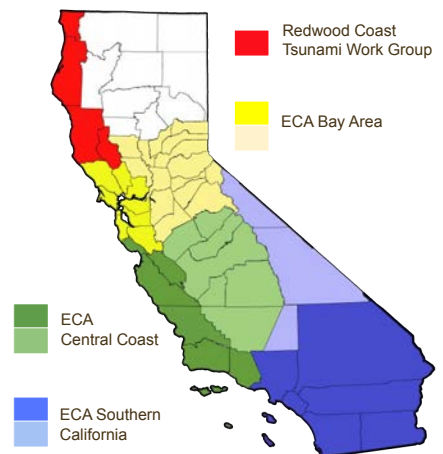 Redwood Coast
Tsunami Work Group
ECA Bay Area
ECA
Central Coast
ECA Southern
California